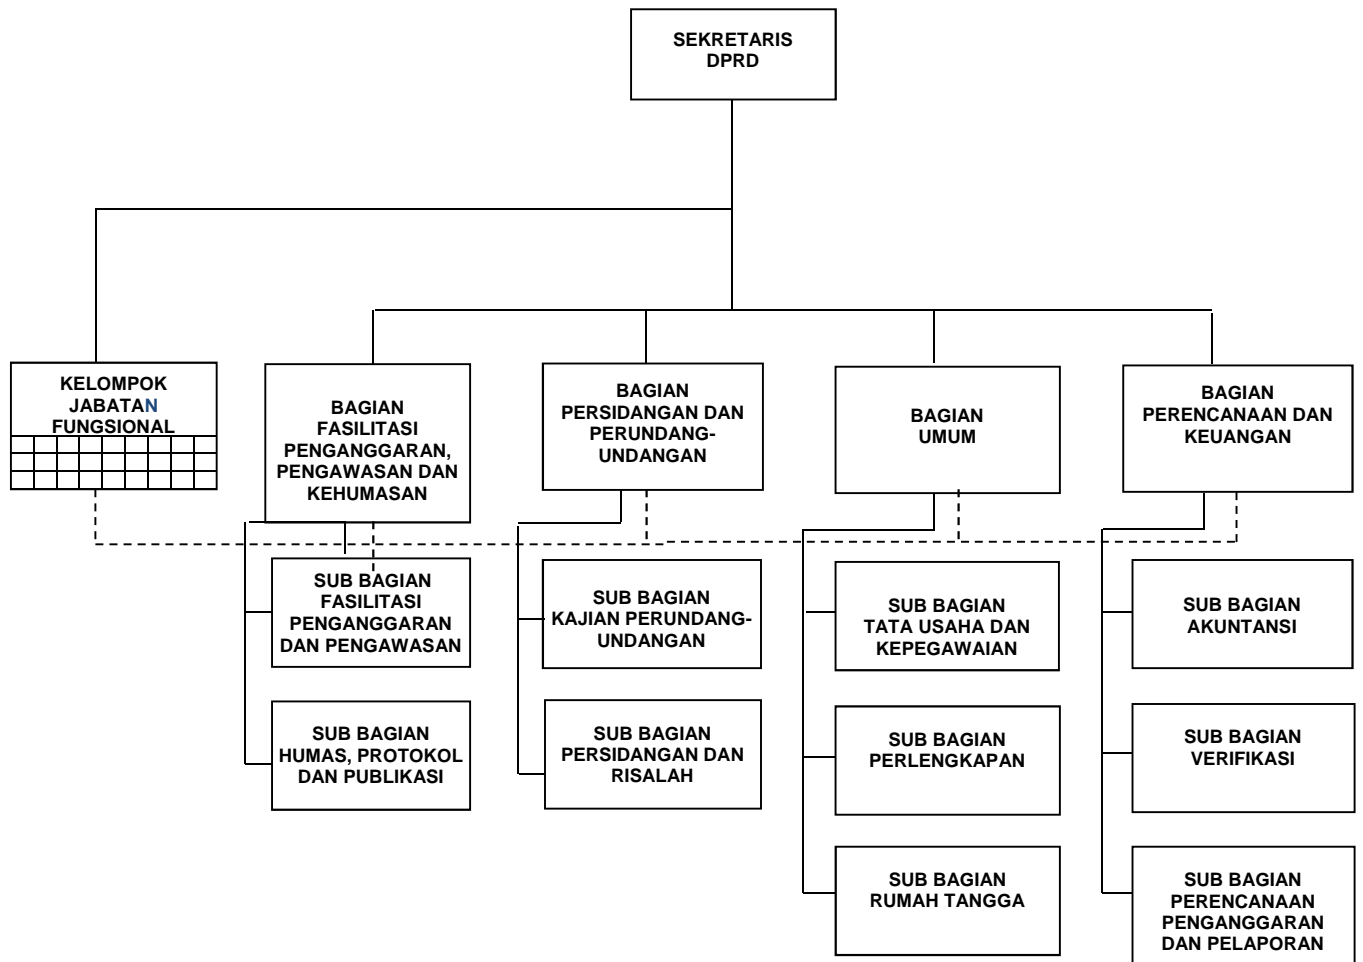 SEKRETARIS
DPRD
KELOMPOK
JABATAN
FUNGSIONAL
BAGIAN
FASILITASI
PENGANGGARAN,
PENGAWASAN DAN
KEHUMASAN
BAGIAN
PERSIDANGAN DAN
PERUNDANG-
UNDANGAN
BAGIAN
UMUM
BAGIAN
PERENCANAAN DAN
KEUANGAN
SUB BAGIAN
FASILITASI
PENGANGGARAN
DAN PENGAWASAN
SUB BAGIAN
KAJIAN PERUNDANG-
UNDANGAN
SUB BAGIAN
TATA USAHA DAN
KEPEGAWAIAN
SUB BAGIAN
AKUNTANSI
SUB BAGIAN
HUMAS, PROTOKOL
DAN PUBLIKASI
SUB BAGIAN
PERSIDANGAN DAN
RISALAH
SUB BAGIAN
PERLENGKAPAN
SUB BAGIAN
VERIFIKASI
SUB BAGIAN
RUMAH TANGGA
SUB BAGIAN
PERENCANAAN
PENGANGGARAN
DAN PELAPORAN